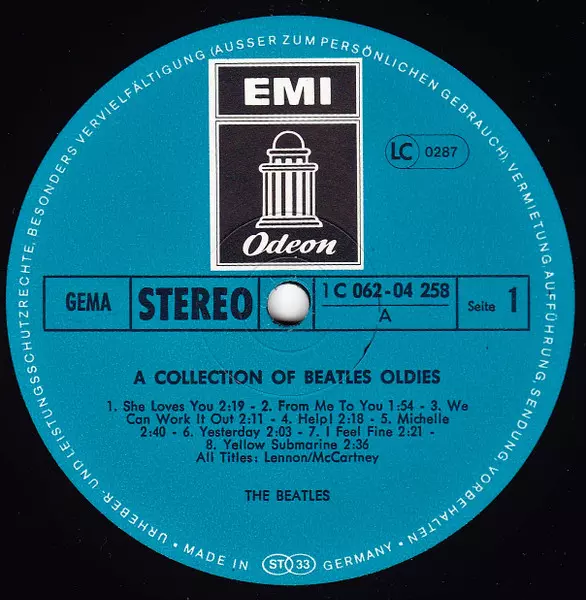 URHEBER- UND LEISTUNGSSCHUTZRECHTE, BESONDERS VERVIELFÄLTIGUNG (AUSSER ZUM PERSÖNLICHEN GEBRAUCH), VERMIETUNG, AUFFÜHRUNG, SENDUNG VORBEHALTEN •
EMI
Odeon
LC 0287
GEMA
STEREO
1 C 062-04 258
A
Seite 1
A COLLECTION OF BEATLES OLDIES
1. She Loves You 2:19 - 2. From Me To You 1:54 - 3. We
Can Work It Out 2:11 - 4. Help! 2:18 - 5. Michelle
2:40 - 6. Yesterday 2:03 - 7. I Feel Fine 2:21 -
8. Yellow Submarine 2:36
All Titles: Lennon/McCartney
THE BEATLES
• MADE IN ST 33 GERMANY •